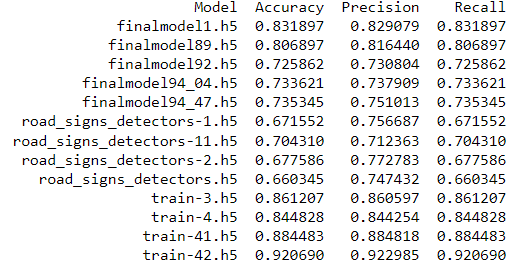 Model Accuracy Precision Recall
finalmodel1.h5 0.831897 0.829079 0.831897
finalmodel89.h5 0.806897 0.816440 0.806897
finalmodel92.h5 0.725862 0.730804 0.725862
finalmodel94_04.h5 0.733621 0.737909 0.733621
finalmodel94_47.h5 0.735345 0.751013 0.735345
road_signs_detectors-1.h5 0.671552 0.756687 0.671552
road_signs_detectors-11.h5 0.704310 0.712363 0.704310
road_signs_detectors-2.h5 0.677586 0.772783 0.677586
road_signs_detectors.h5 0.660345 0.747432 0.660345
train-3.h5 0.861207 0.860597 0.861207
train-4.h5 0.844828 0.844254 0.844828
train-41.h5 0.884483 0.884818 0.884483
train-42.h5 0.920690 0.922985 0.920690